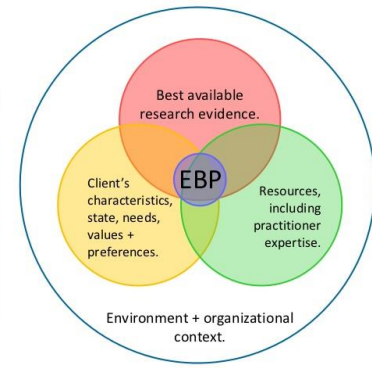 Best available
research evidence.
EBP
Client's
characteristics,
state, needs,
values +
preferences.
Resources,
including
practitioner
expertise.
Environment + organizational
context.